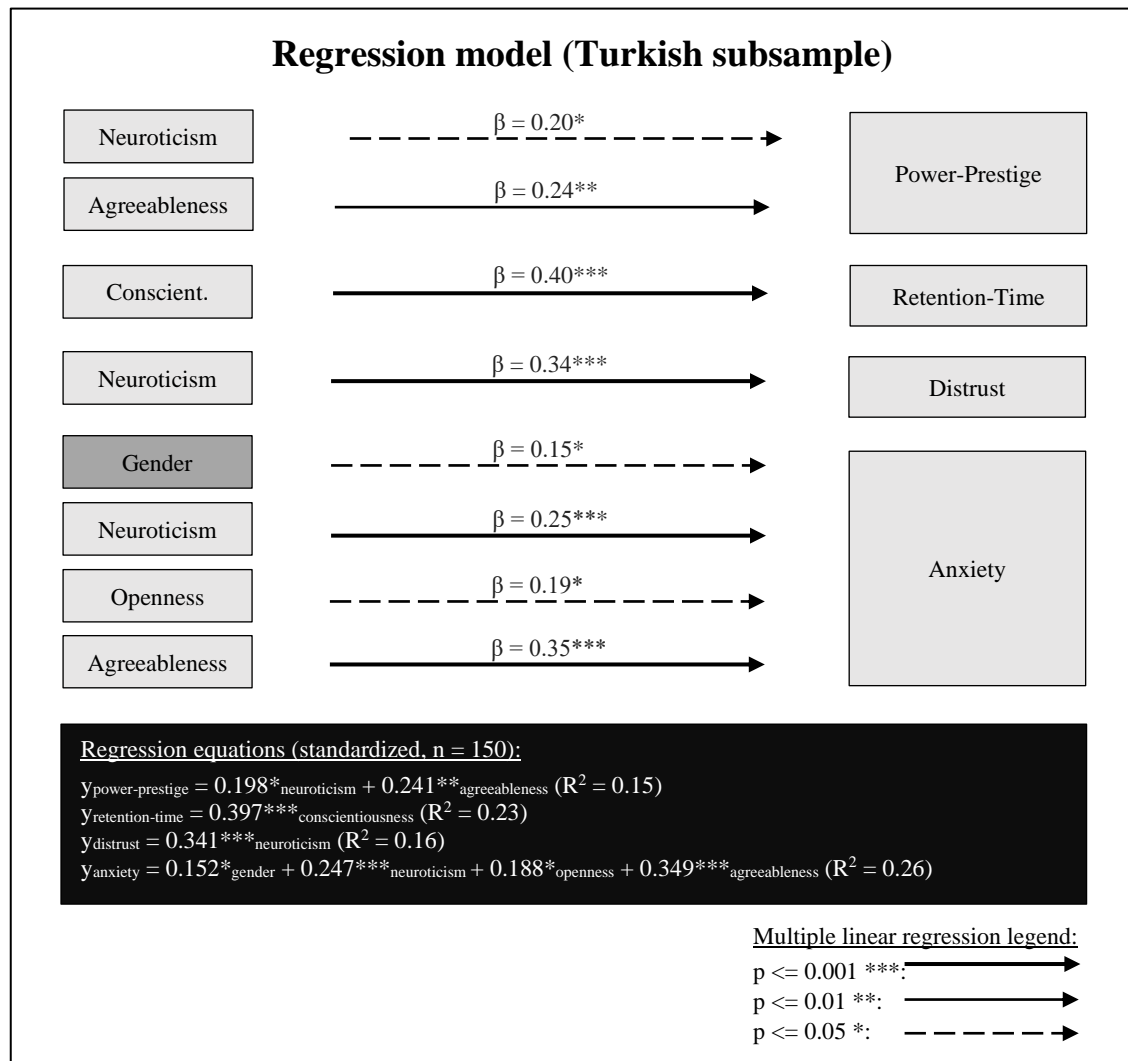 Regression model (Turkish subsample)
Neuroticism
β = 0.20*
Power-Prestige
Agreeableness
β = 0.24**
Conscient.
β = 0.40***
Retention-Time
Neuroticism
β = 0.34***
Distrust
Gender
β = 0.15*
Neuroticism
β = 0.25***
Anxiety
Openness
β = 0.19*
Agreeableness
β = 0.35***
Regression equations (standardized, n = 150):
ypower-prestige = 0.198*neuroticism + 0.241**agreeableness (R2 = 0.15)
yretention-time = 0.397***conscientiousness (R2 = 0.23)
ydistrust = 0.341***neuroticism (R2 = 0.16)
yanxiety = 0.152*gender + 0.247***neuroticism + 0.188*openness + 0.349***agreeableness (R2 = 0.26)
Multiple linear regression legend:
p <= 0.001 ***:
p <= 0.01 **:
p <= 0.05 *: